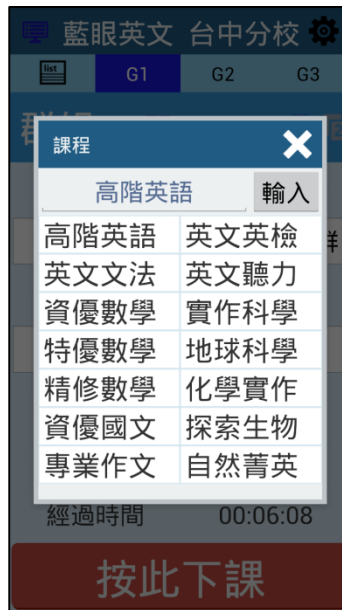 藍眼英文 台中分校
list G1 G2 G3
課程
高階英語 輸入
高階英語 英文英檢
英文文法 英文聽力
資優數學 實作科學
特優數學 地球科學
精修數學 化學實作
資優國文 探索生物
專業作文 自然菁英
經過時間 00:06:08
按此下課